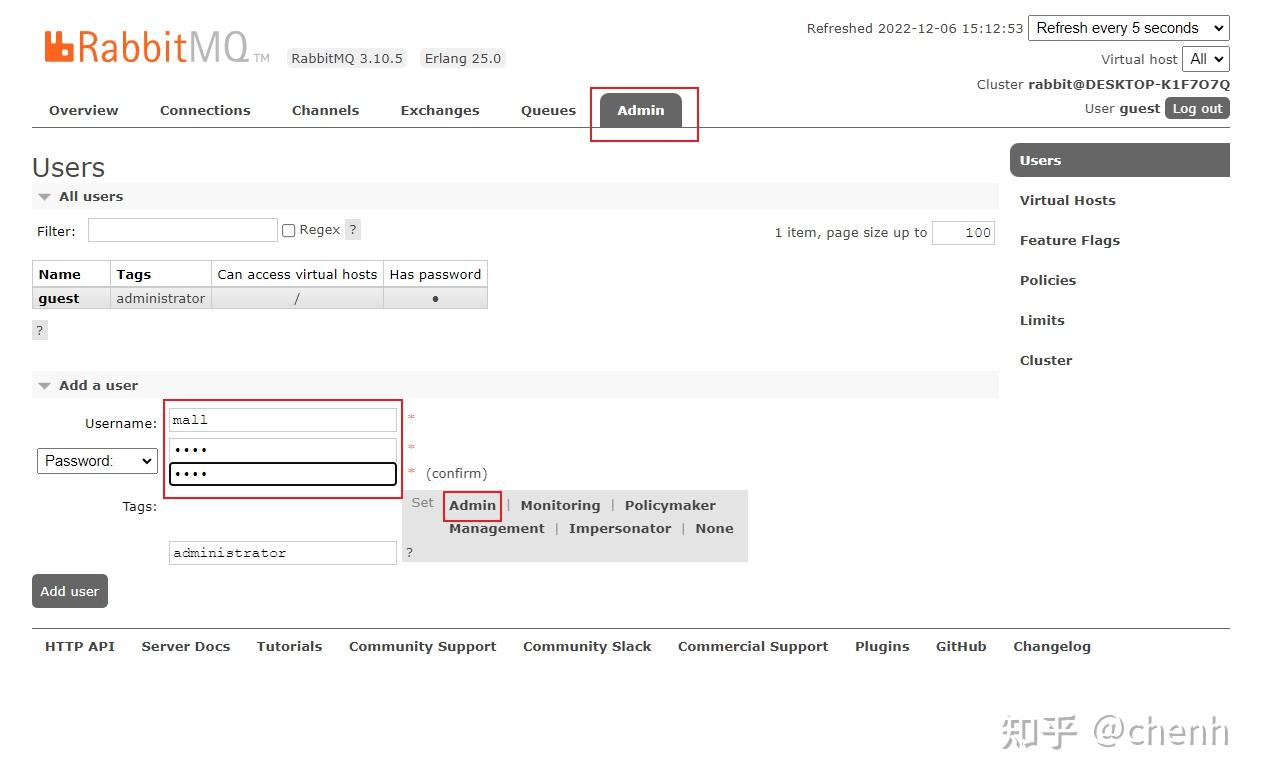 RabbitMQ TM RabbitMQ 3.10.5 Erlang 25.0
Refreshed 2022-12-06 15:12:53 Refresh every 5 seconds
Virtual host All
Cluster rabbit@DESKTOP-K1F7O7Q
User guest Log out
Overview Connections Channels Exchanges Queues Admin
Users
All users
Filter: Regex ? 1 item, page size up to 100
Name Tags Can access virtual hosts Has password
guest administrator / ●
?
Add a user
Username: mall *
Password: •••• *
•••• * (confirm)
Tags: Set Admin | Monitoring | Policymaker
Management | Impersonator | None
administrator ?
Add user
Users
Virtual Hosts
Feature Flags
Policies
Limits
Cluster
HTTP API Server Docs Tutorials Community Support Community Slack Commercial Support Plugins GitHub Changelog
知乎 @chenh